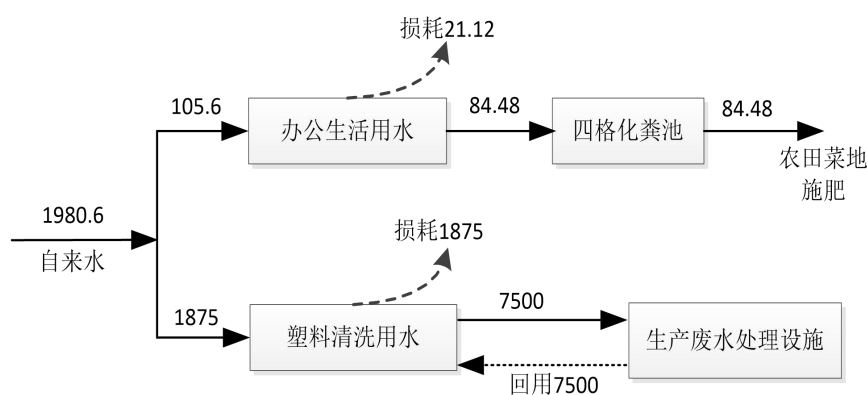 损耗21.12
105.6
办公生活用水
84.48
四格化粪池
84.48
农田菜地
施肥
1980.6
自来水
损耗1875
1875
塑料清洗用水
7500
生产废水处理设施
回用7500